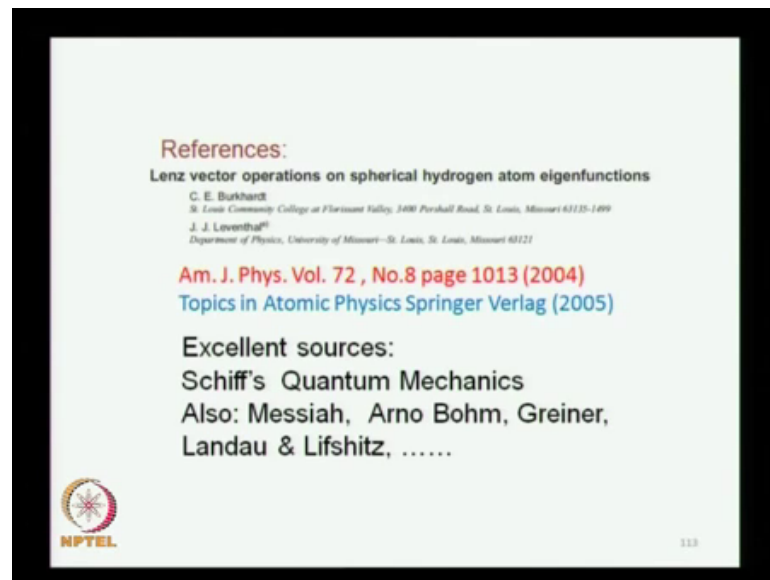 References:
Lenz vector operations on spherical hydrogen atom eigenfunctions
C. E. Burkhardt
St. Louis Community College at Florissant Valley, 3400 Pershall Road, St. Louis, Missouri 63135-1499
J. J. Leventhal
Department of Physics, University of Missouri—St. Louis, St. Louis, Missouri 63121
Am. J. Phys. Vol. 72 , No.8 page 1013 (2004)
Topics in Atomic Physics Springer Verlag (2005)
Excellent sources:
Schiff's Quantum Mechanics
Also: Messiah, Arno Bohm, Greiner,
Landau & Lifshitz, ......
NPTEL
113